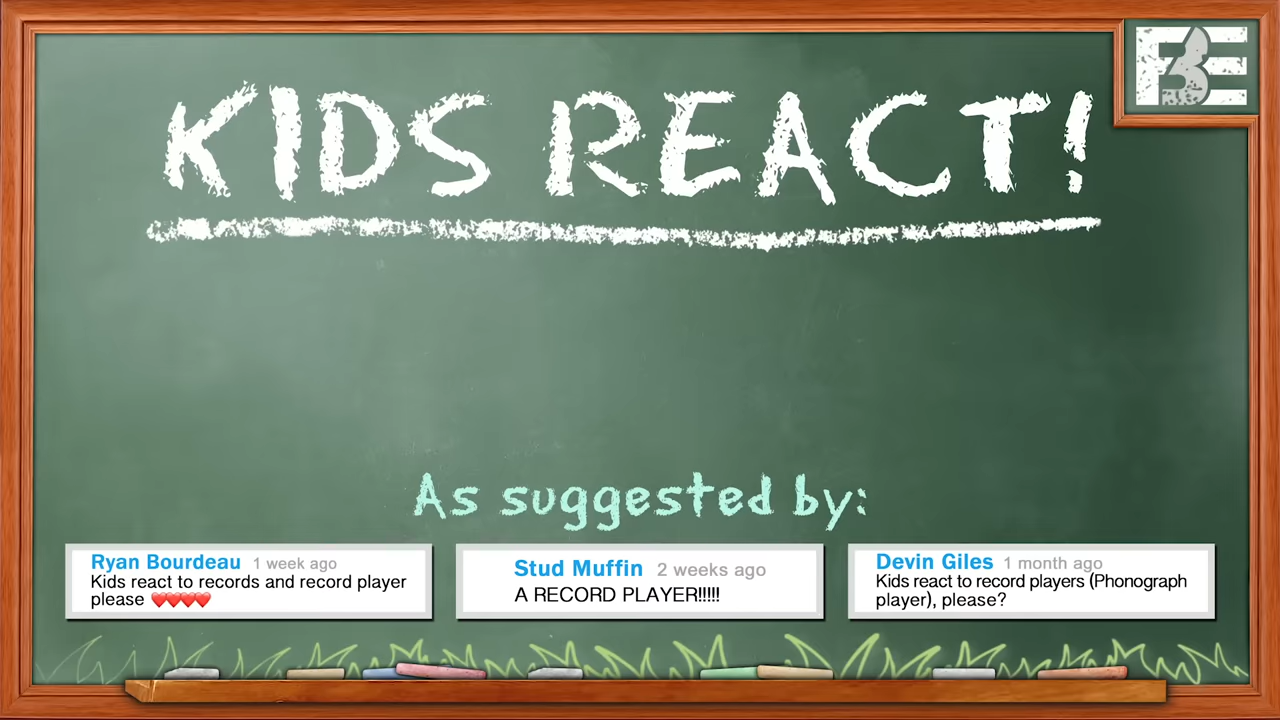 FBE
KIDS REACT!
As suggested by:
Ryan Bourdeau 1 week ago
Kids react to records and record player
please ❤❤❤❤
Stud Muffin 2 weeks ago
A RECORD PLAYER!!!!!
Devin Giles 1 month ago
Kids react to record players (Phonograph
player), please?